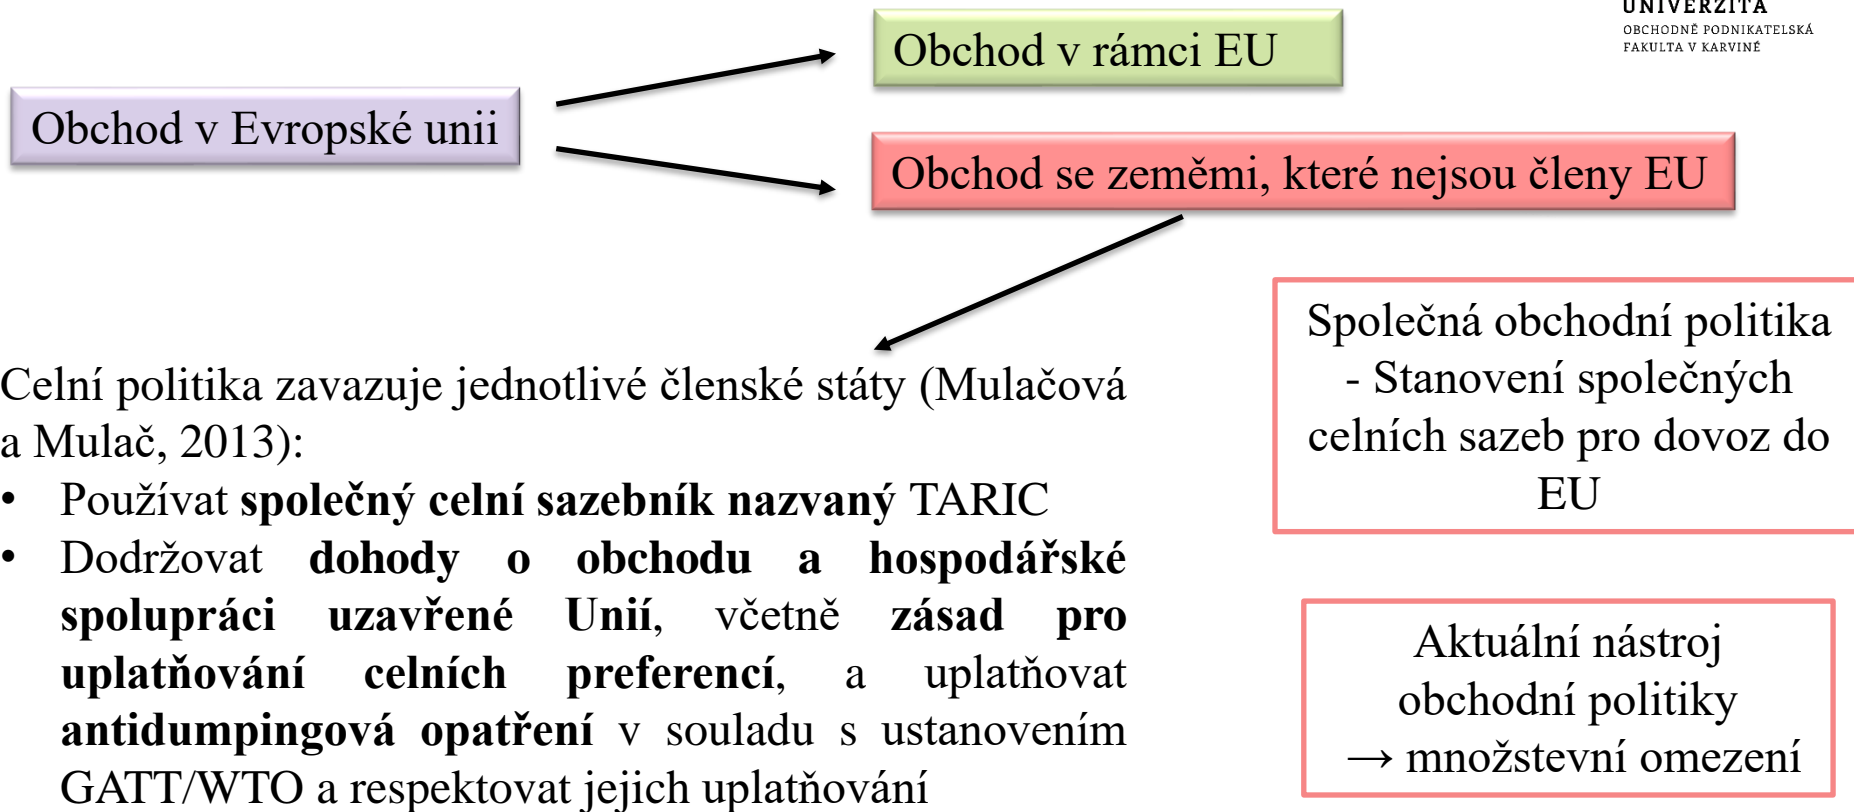 UNIVERZITA
OBCHODNĚ PODNIKATELSKÁ
FAKULTA V KARVINÉ
Obchod v rámci EU
Obchod v Evropské unii
Obchod se zeměmi, které nejsou členy EU
Společná obchodní politika
- Stanovení společných
celních sazeb pro dovoz do
EU
Celní politika zavazuje jednotlivé členské státy (Mulačová
a Mulač, 2013):
• Používat společný celní sazebník nazvaný TARIC
• Dodržovat dohody o obchodu a hospodářské
spolupráci uzavřené Unií, včetně zásad pro
uplatňování celních preferencí, a uplatňovat
antidumpingová opatření v souladu s ustanovením
GATT/WTO a respektovat jejich uplatňování
Aktuální nástroj
obchodní politiky
→ množstevní omezení